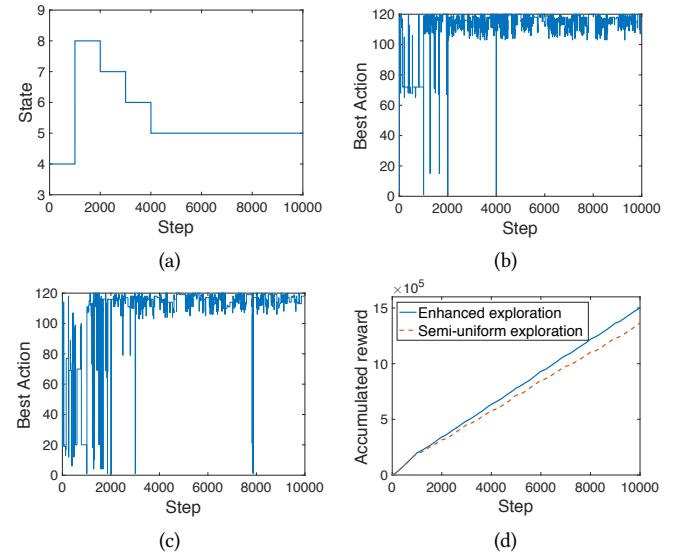 9
8
7
6
5
4
3
State
0 2000 4000 6000 8000 10000
Step
(a)
120
100
80
60
40
20
0
Best Action
0 2000 4000 6000 8000 10000
Step
(b)
120
100
80
60
40
20
0
Best Action
0 2000 4000 6000 8000 10000
Step
(c)
×10⁵
15
10
5
0
Accumulated reward
Enhanced exploration
Semi-uniform exploration
0 2000 4000 6000 8000 10000
Step
(d)